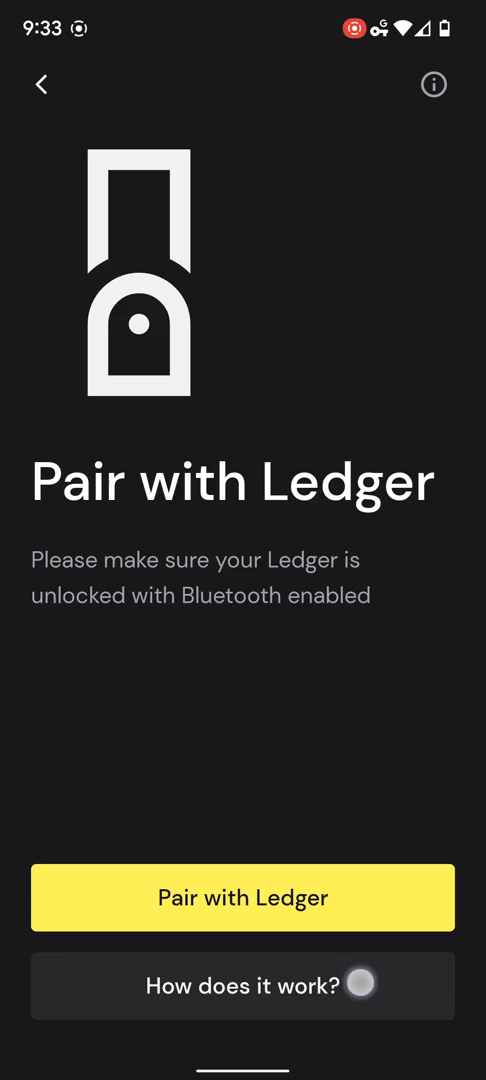 9:33
G
Pair with Ledger
Please make sure your Ledger is
unlocked with Bluetooth enabled
Pair with Ledger
How does it work?